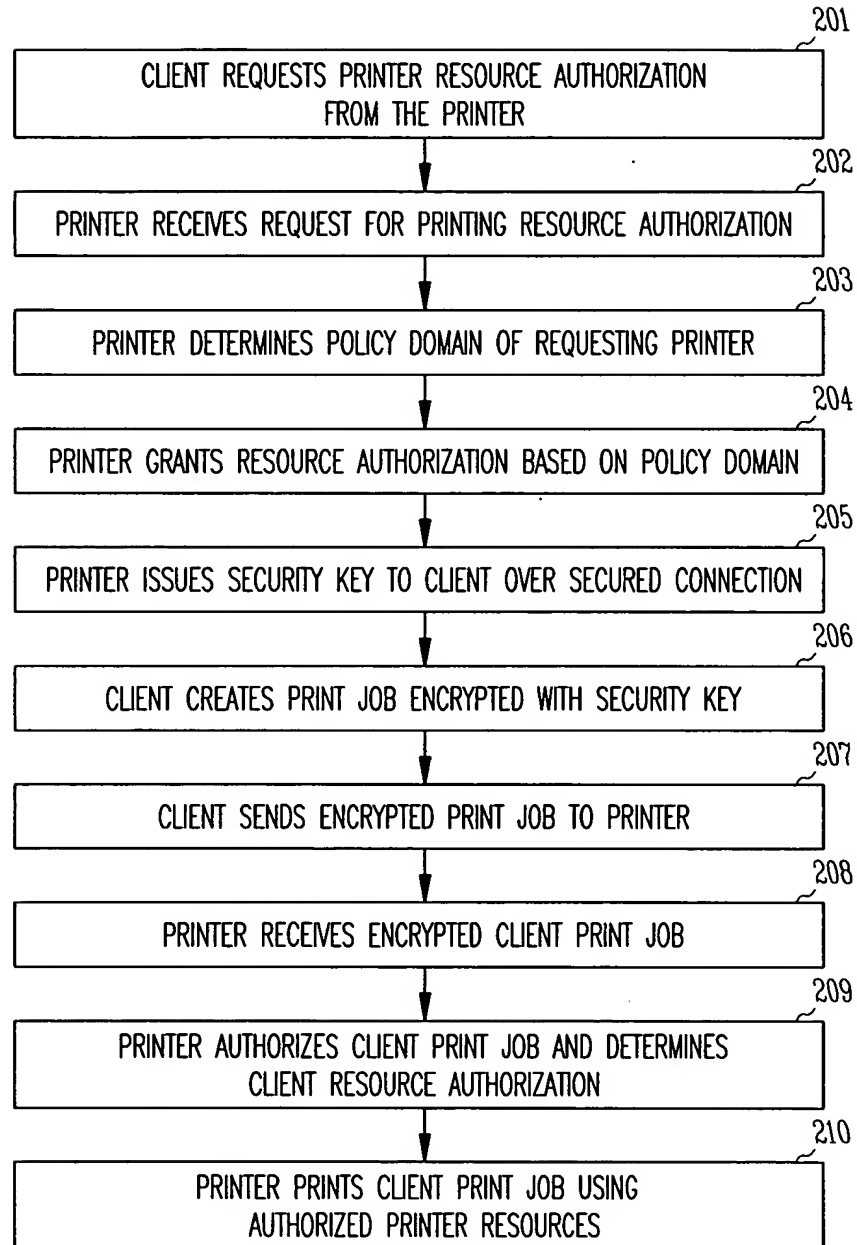 201
CLIENT REQUESTS PRINTER RESOURCE AUTHORIZATION
FROM THE PRINTER
202
PRINTER RECEIVES REQUEST FOR PRINTING RESOURCE AUTHORIZATION
203
PRINTER DETERMINES POLICY DOMAIN OF REQUESTING PRINTER
204
PRINTER GRANTS RESOURCE AUTHORIZATION BASED ON POLICY DOMAIN
205
PRINTER ISSUES SECURITY KEY TO CLIENT OVER SECURED CONNECTION
206
CLIENT CREATES PRINT JOB ENCRYPTED WITH SECURITY KEY
207
CLIENT SENDS ENCRYPTED PRINT JOB TO PRINTER
208
PRINTER RECEIVES ENCRYPTED CLIENT PRINT JOB
209
PRINTER AUTHORIZES CLIENT PRINT JOB AND DETERMINES
CLIENT RESOURCE AUTHORIZATION
210
PRINTER PRINTS CLIENT PRINT JOB USING
AUTHORIZED PRINTER RESOURCES